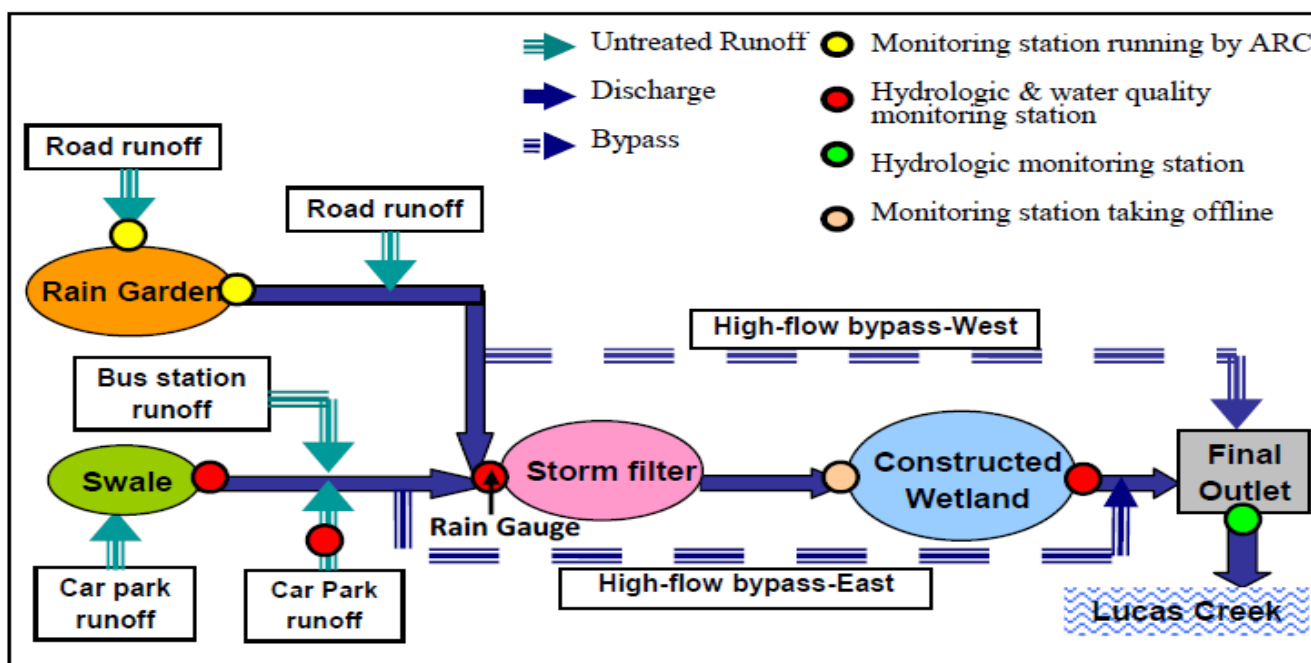 Untreated Runoff
Discharge
Bypass
Monitoring station running by ARC
Hydrologic & water quality
monitoring station
Hydrologic monitoring station
Monitoring station taking offline
Road runoff
Road runoff
Rain Garden
High-flow bypass-West
Bus station
runoff
Swale
Storm filter
Constructed
Wetland
Final
Outlet
Rain Gauge
Car park
runoff
Car Park
runoff
High-flow bypass-East
Lucas Creek